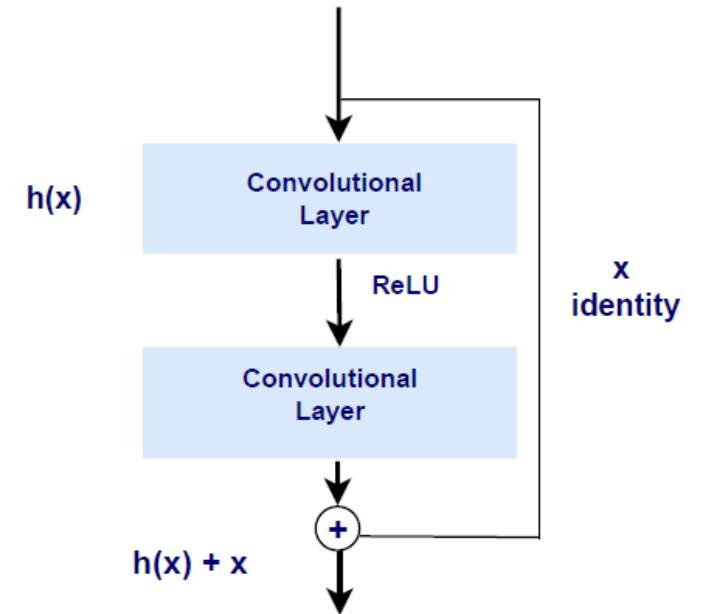 Convolutional
Layer
h(x)
ReLU
x
identity
Convolutional
Layer
+
h(x) + x